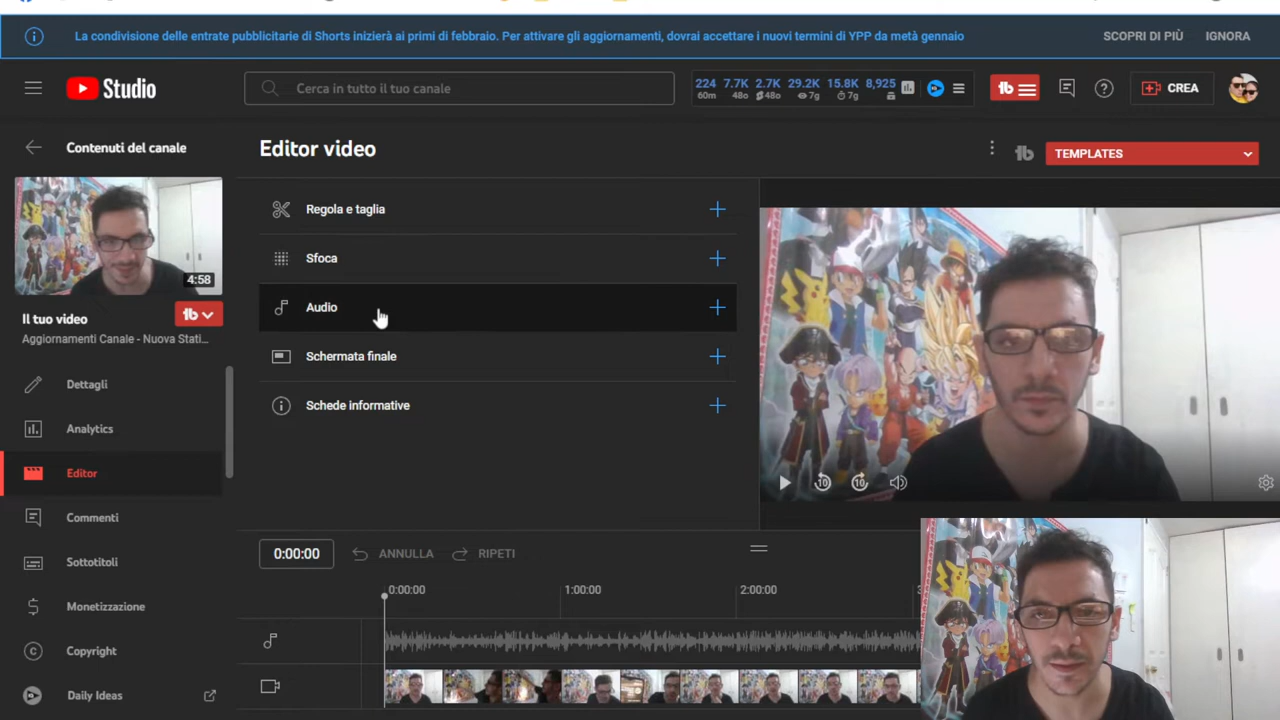 La condivisione delle entrate pubblicitarie di Shorts inizierà ai primi di febbraio. Per attivare gli aggiornamenti, dovrai accettare i nuovi termini di YPP da metà gennaio
SCOPRI DI PIÙ
IGNORA
Studio
Cerca in tutto il tuo canale
224 7.7K 2.7K 29.2K 15.8K 8,925
60m 48o 48o 7g 7g
CREA
Contenuti del canale
4:58
Il tuo video
Aggiornamenti Canale - Nuova Stati...
Dettagli
Analytics
Editor
Commenti
Sottotitoli
Monetizzazione
Copyright
Daily Ideas
Editor video
TEMPLATES
Regola e taglia
Sfoca
Audio
Schermata finale
Schede informative
10 10
0:00:00
ANNULLA
RIPETI
0:00:00 1:00:00 2:00:00